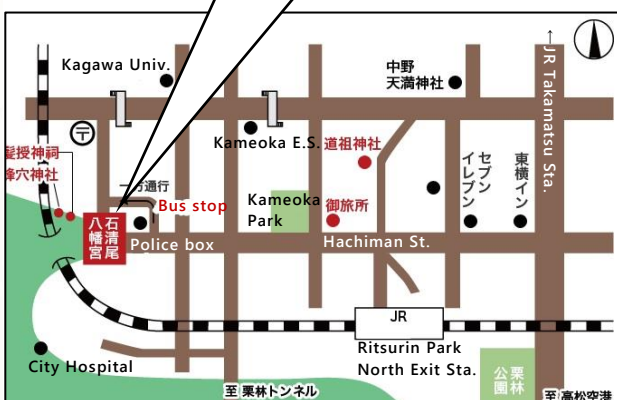 Kagawa Univ.
中野
天満神社
←JR Takamatsu Sta.
〒
Kameoka E.S.
道祖神社
髪授神祠
蜂穴神社
一方通行
Bus stop
Kameoka
Park
御旅所
セブン
イレブン
東横イン
石清尾
八幡宮
Police box
Hachiman St.
JR
Ritsurin Park
North Exit Sta.
City Hospital
栗林
公園
至 栗林トンネル
至 高松空港